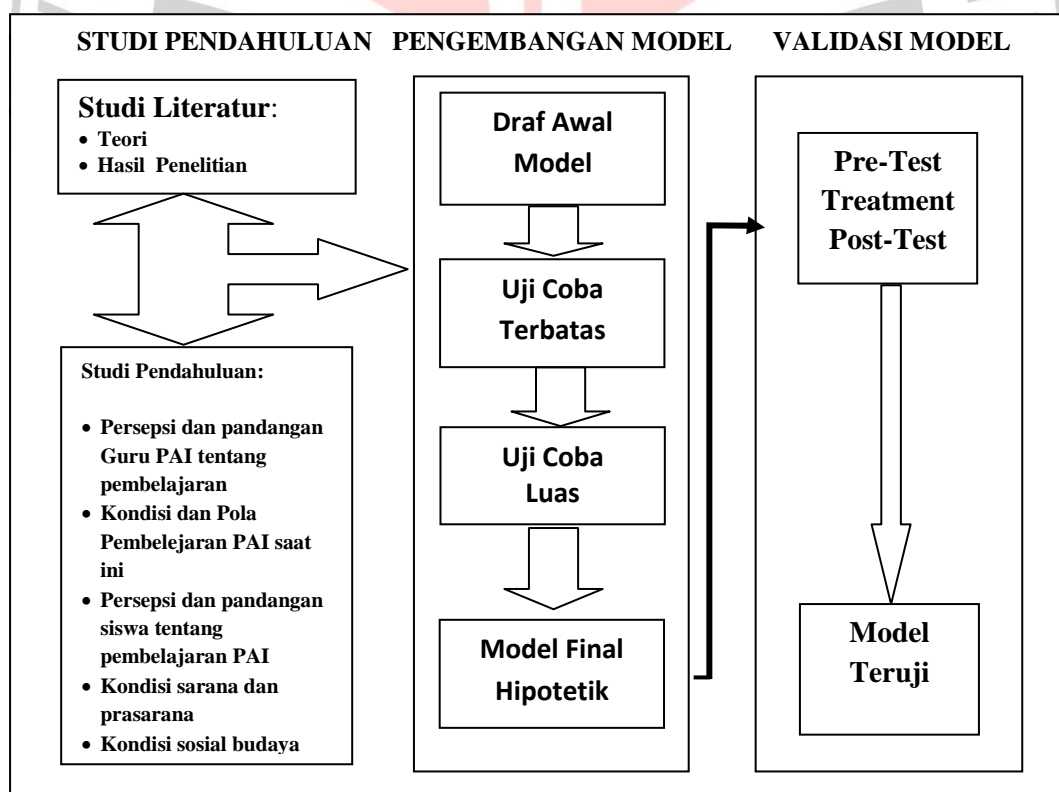 STUDI PENDAHULUAN PENGEMBANGAN MODEL VALIDASI MODEL
Studi Literatur:
• Teori
• Hasil Penelitian
Studi Pendahuluan:
• Persepsi dan pandangan
Guru PAI tentang
pembelajaran
• Kondisi dan Pola
Pembelejaran PAI saat
ini
• Persepsi dan pandangan
siswa tentang
pembelajaran PAI
• Kondisi sarana dan
prasarana
• Kondisi sosial budaya
Draf Awal
Model
Uji Coba
Terbatas
Uji Coba
Luas
Model Final
Hipotetik
Pre-Test
Treatment
Post-Test
Model
Teruji